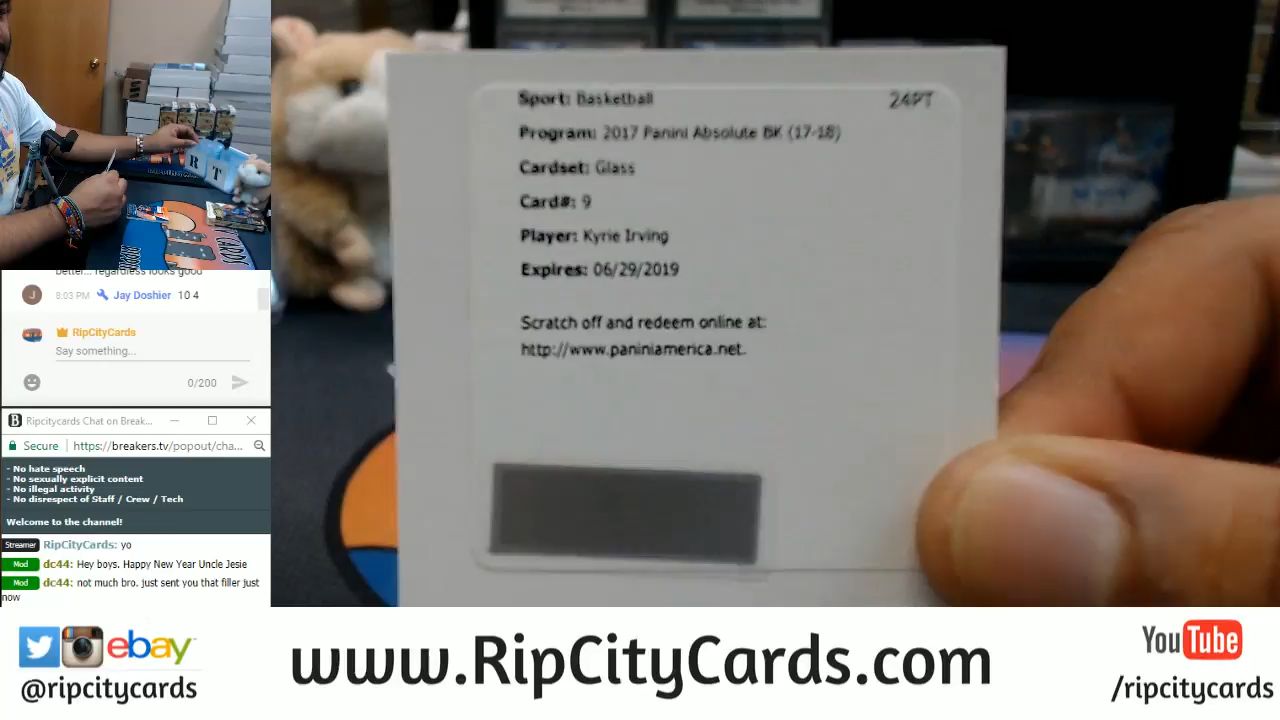 Sport: Basketball
24PT
Program: 2017 Panini Absolute BK (17-18)
Cardset: Glass
Card#: 9
Player: Kyrie Irving
Expires: 06/29/2019
Scratch off and redeem online at:
http://www.paniniamerica.net.
R T
better... regardless looks good
J
8:03 PM Jay Doshier 10 4
RipCityCards
Say something...
0/200
B Ripcitycards Chat on Break...
Secure https://breakers.tv/popout/cha...
- No hate speech
- No sexually explicit content
- No illegal activity
- No disrespect of Staff / Crew / Tech
Welcome to the channel!
Streamer RipCityCards: yo
Mod dc44: Hey boys. Happy New Year Uncle Jesie
Mod dc44: not much bro. just sent you that filler just
now
ebay
@ripcitycards
www.RipCityCards.com
YouTube
/ripcitycards